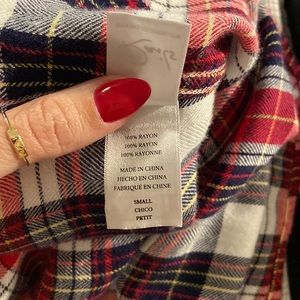 100% RAYON
100% RAYON
100% RAYONNE
MADE IN CHINA
HECHO EN CHINA
FABRIQUÉ EN CHINE
SMALL
CHICO
PETIT